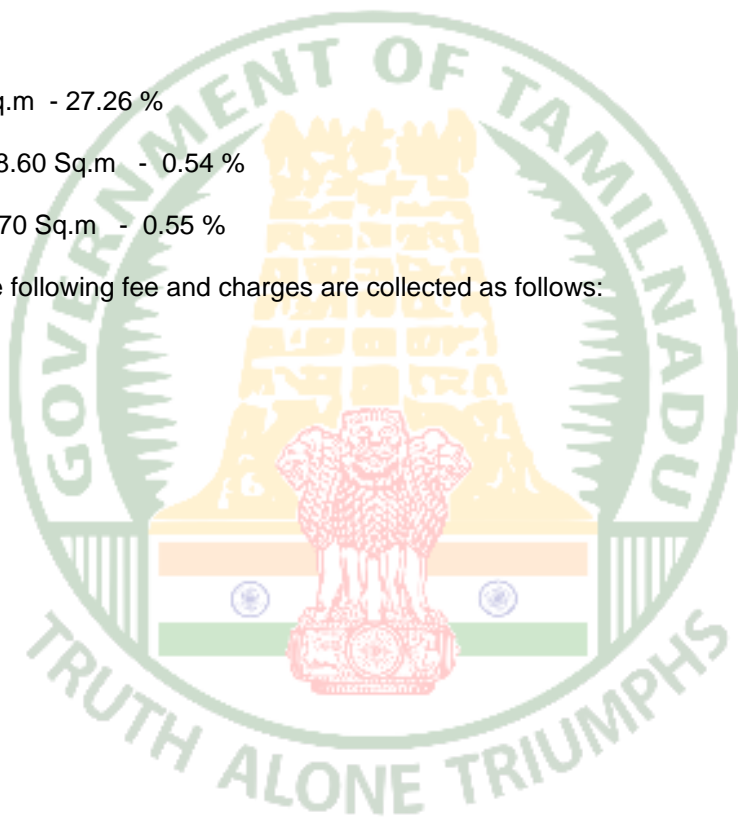 q.m - 27.26 %
8.60 Sq.m - 0.54 %
70 Sq.m - 0.55 %
e following fee and charges are collected as follows:
GOVERNMENT OF TAMILNADU
TRUTH ALONE TRIUMPHS